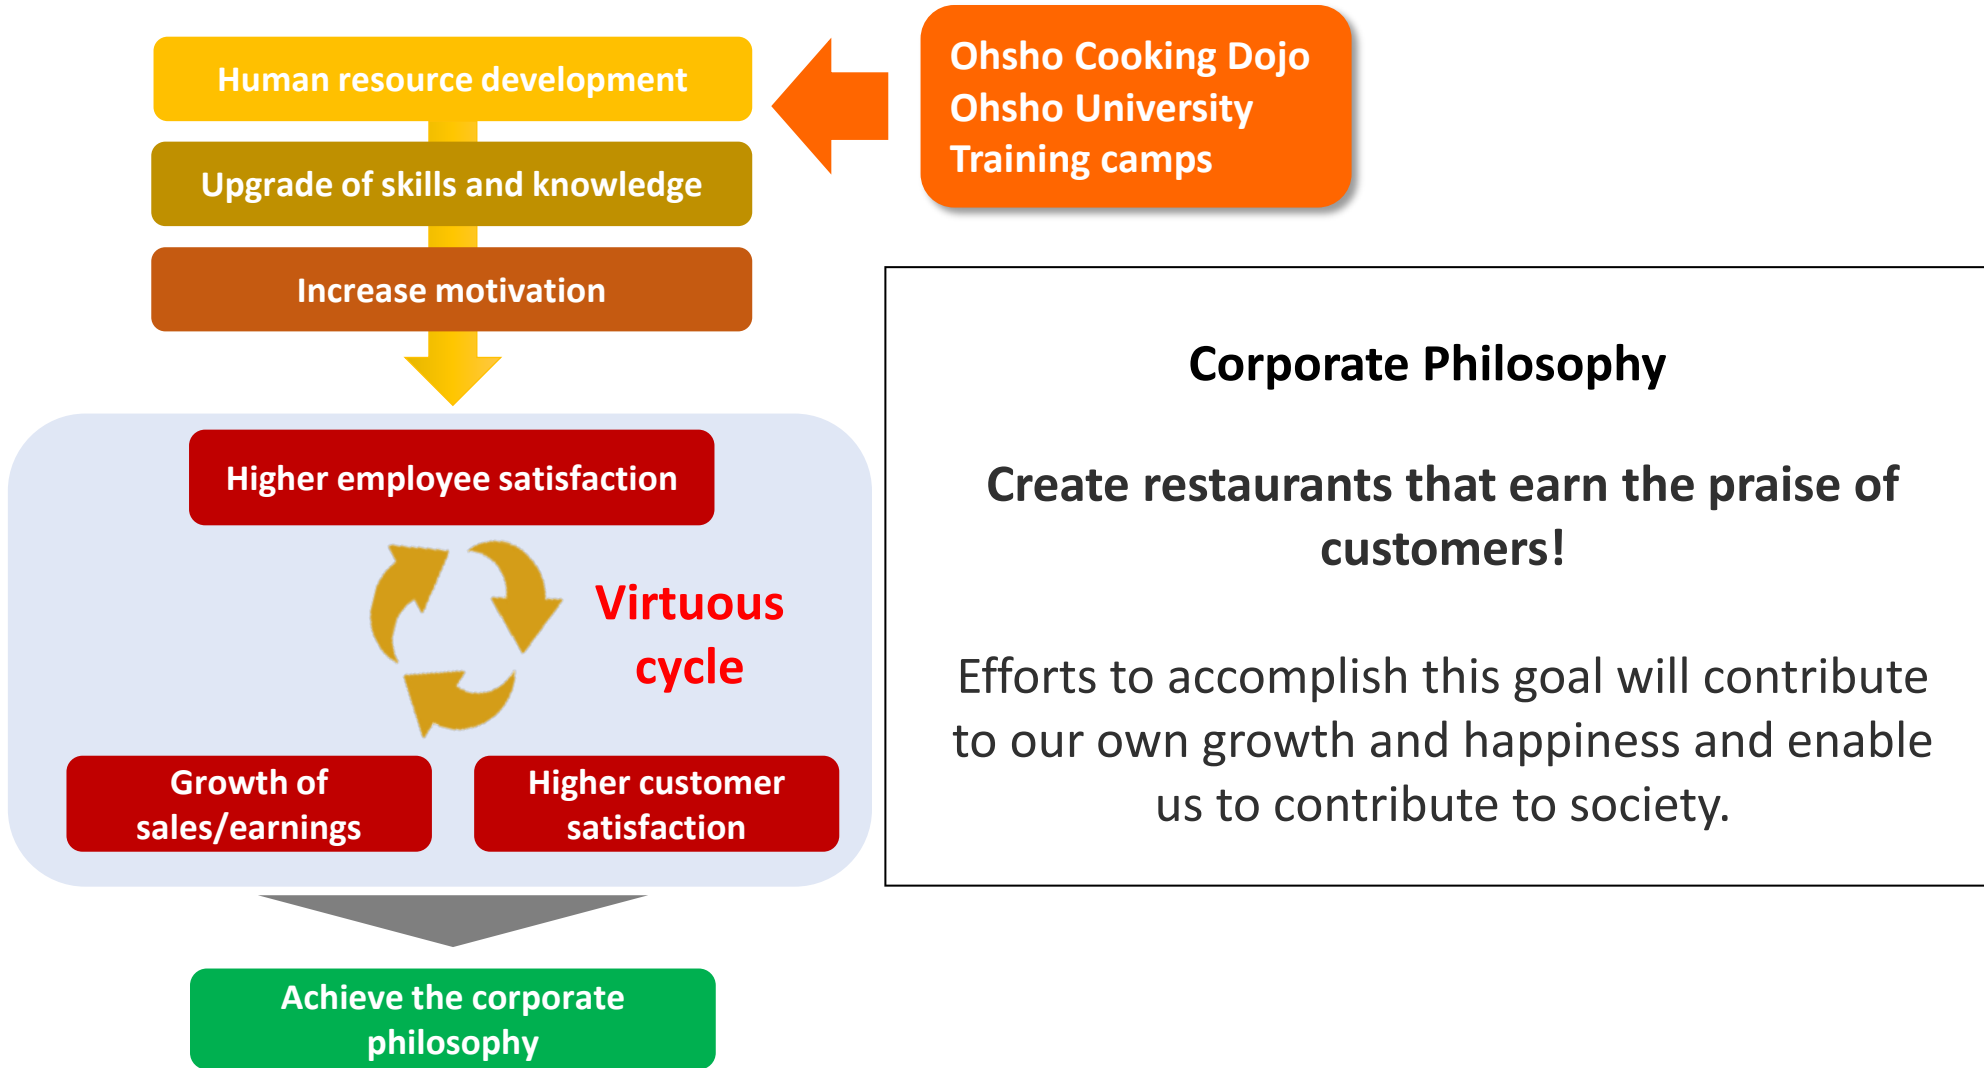 Human resource development
Ohsho Cooking Dojo
Ohsho University
Training camps
Upgrade of skills and knowledge
Increase motivation
Higher employee satisfaction
Virtuous
cycle
Growth of
sales/earnings
Higher customer
satisfaction
Achieve the corporate
philosophy
Corporate Philosophy
Create restaurants that earn the praise of
customers!
Efforts to accomplish this goal will contribute
to our own growth and happiness and enable
us to contribute to society.